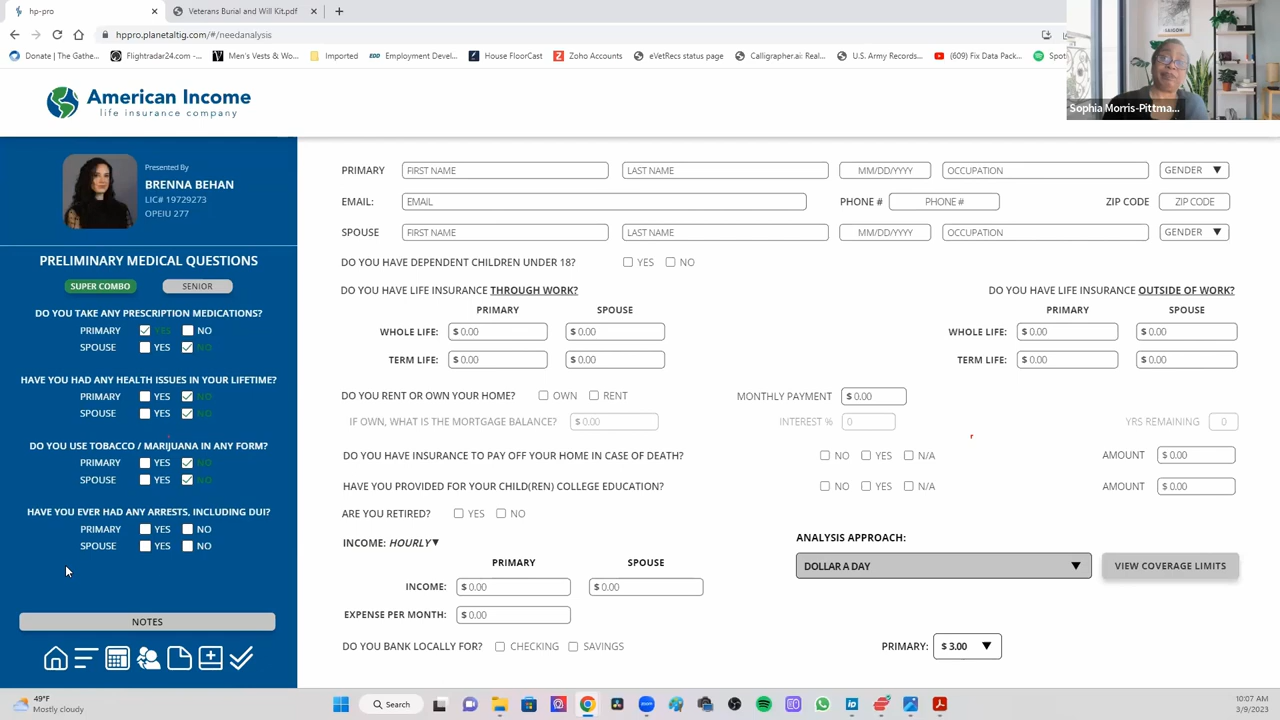 hp-pro
Veterans Burial and Will Kit.pdf
hppro.planetaltig.com/#/needanalysis
Donate | The Gathe... Flightradar24.com -... Men's Vests & Wo... Imported EDD Employment Devel... House FloorCast Zoho Accounts eVetRecs status page Calligrapher.ai: Real... U.S. Army Records... (609) Fix Data Pack... Spot
SAIGON
Sophia Morris-Pittma...
American Income
life insurance company
Presented By
BRENNA BEHAN
LIC# 19729273
OPEIU 277
PRELIMINARY MEDICAL QUESTIONS
SUPER COMBO SENIOR
DO YOU TAKE ANY PRESCRIPTION MEDICATIONS?
PRIMARY YES NO
SPOUSE YES NO
HAVE YOU HAD ANY HEALTH ISSUES IN YOUR LIFETIME?
PRIMARY YES NO
SPOUSE YES NO
DO YOU USE TOBACCO / MARIJUANA IN ANY FORM?
PRIMARY YES NO
SPOUSE YES NO
HAVE YOU EVER HAD ANY ARRESTS, INCLUDING DUI?
PRIMARY YES NO
SPOUSE YES NO
NOTES
PRIMARY FIRST NAME LAST NAME MM/DD/YYYY OCCUPATION GENDER
EMAIL: EMAIL PHONE # PHONE # ZIP CODE ZIP CODE
SPOUSE FIRST NAME LAST NAME MM/DD/YYYY OCCUPATION GENDER
DO YOU HAVE DEPENDENT CHILDREN UNDER 18? YES NO
DO YOU HAVE LIFE INSURANCE THROUGH WORK?
PRIMARY SPOUSE
WHOLE LIFE: $ 0.00 $ 0.00
TERM LIFE: $ 0.00 $ 0.00
DO YOU HAVE LIFE INSURANCE OUTSIDE OF WORK?
PRIMARY SPOUSE
WHOLE LIFE: $ 0.00 $ 0.00
TERM LIFE: $ 0.00 $ 0.00
DO YOU RENT OR OWN YOUR HOME? OWN RENT MONTHLY PAYMENT $ 0.00
IF OWN, WHAT IS THE MORTGAGE BALANCE? $ 0.00 INTEREST % 0 YRS REMAINING 0
DO YOU HAVE INSURANCE TO PAY OFF YOUR HOME IN CASE OF DEATH? NO YES N/A AMOUNT $ 0.00
HAVE YOU PROVIDED FOR YOUR CHILD(REN) COLLEGE EDUCATION? NO YES N/A AMOUNT $ 0.00
ARE YOU RETIRED? YES NO
INCOME: HOURLY
PRIMARY SPOUSE
INCOME: $ 0.00 $ 0.00
EXPENSE PER MONTH: $ 0.00
DO YOU BANK LOCALLY FOR? CHECKING SAVINGS
ANALYSIS APPROACH:
DOLLAR A DAY VIEW COVERAGE LIMITS
PRIMARY: $ 3.00
49°F
Mostly cloudy
Search
10:07 AM
3/9/2023